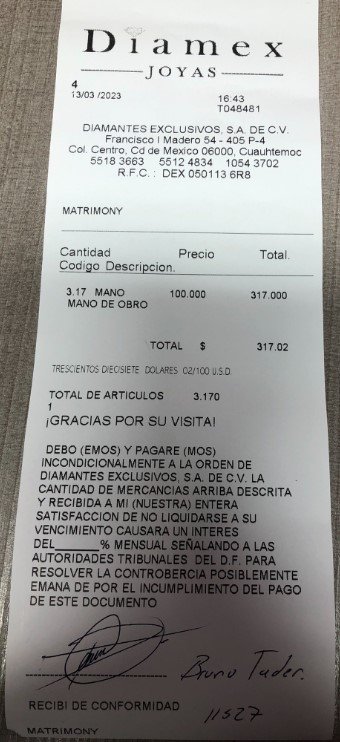 Diamex
JOYAS
4
13/03 /2023 16:43
T048481
DIAMANTES EXCLUSIVOS, S.A. DE C.V.
Francisco I Madero 54 - 405 P-4
Col. Centro, Cd de Mexico 06000, Cuauhtemoc
5518 3663 5512 4834 1054 3702
R.F.C. : DEX 050113 6R8
MATRIMONY
Cantidad Precio Total.
Codigo Descripcion.
3.17 MANO 100.000 317.000
MANO DE OBRO
TOTAL $ 317.02
TRESCIENTOS DIECISIETE DOLARES 02/100 U.S.D.
TOTAL DE ARTICULOS 3.170
1
¡GRACIAS POR SU VISITA!
DEBO (EMOS) Y PAGARE (MOS)
INCONDICIONALMENTE A LA ORDEN DE
DIAMANTES EXCLUSIVOS, S.A. DE C.V. LA
CANTIDAD DE MERCANCIAS ARRIBA DESCRITA
Y RECIBIDA A MI (NUESTRA) ENTERA
SATISFACCION DE NO LIQUIDARSE A SU
VENCIMIENTO CAUSARA UN INTERES
DEL______% MENSUAL SEÑALANDO A LAS
AUTORIDADES TRIBUNALES DEL D.F. PARA
RESOLVER LA CONTROBERCIA POSIBLEMENTE
EMANA DE POR EL INCUMPLIMIENTO DEL PAGO
DE ESTE DOCUMENTO
Bruno Tader.
RECIBI DE CONFORMIDAD
11527
MATRIMONY